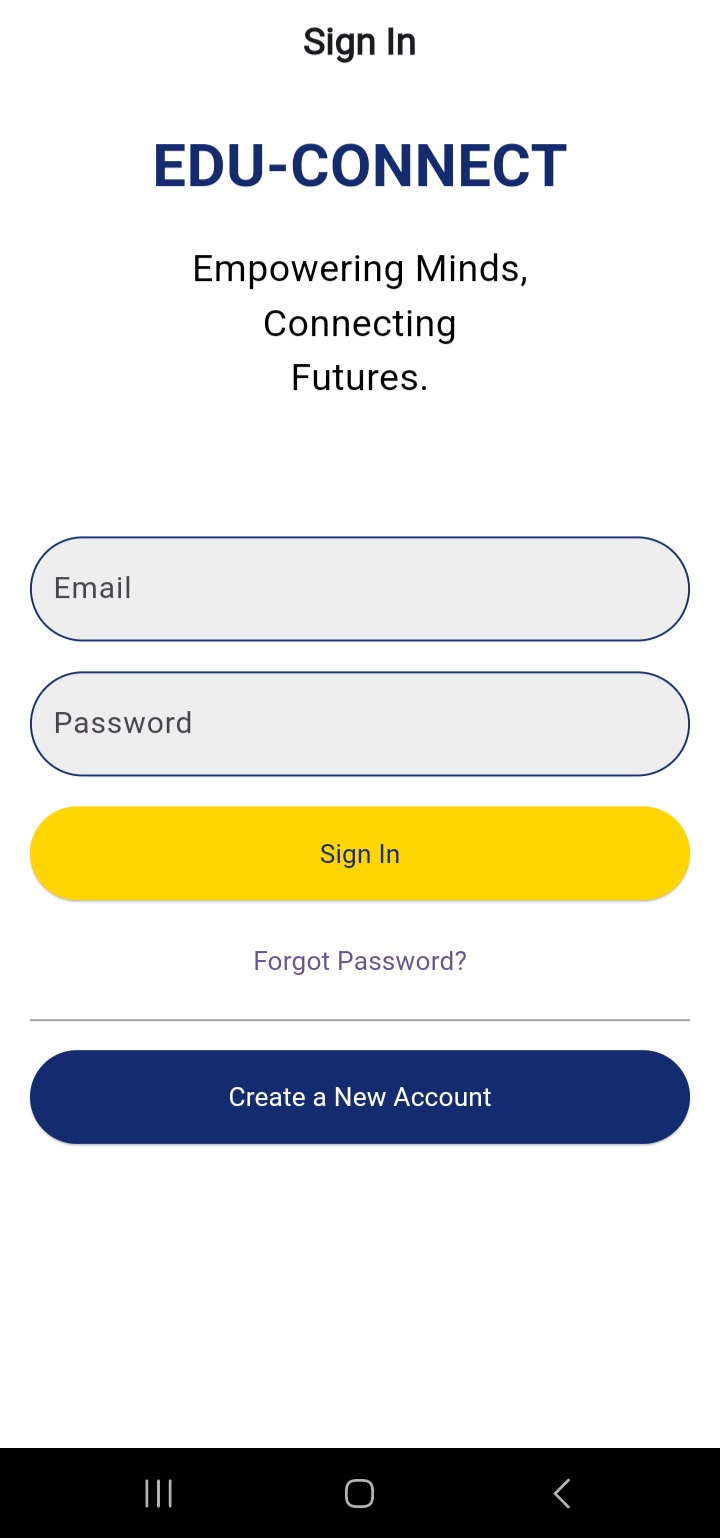 Sign In
EDU-CONNECT
Empowering Minds,
Connecting
Futures.
Email
Password
Sign In
Forgot Password?
Create a New Account